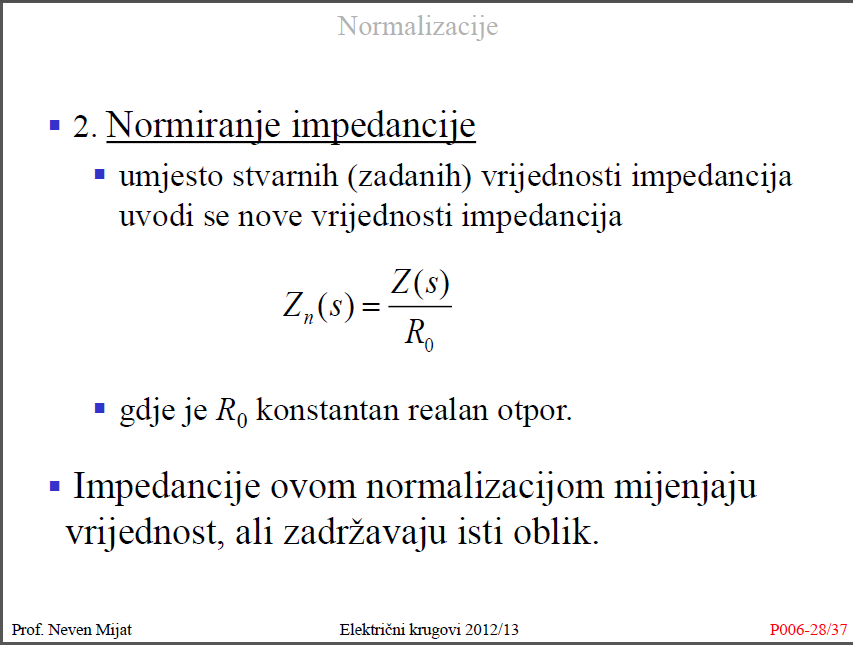 Normalizacije
2. Normiranje impedancije
umjesto stvarnih (zadanih) vrijednosti impedancija
uvodi se nove vrijednosti impedancija
Zₙ(s) = Z(s) / R₀
gdje je R₀ konstantan realan otpor.
Impedancije ovom normalizacijom mijenjaju
vrijednost, ali zadržavaju isti oblik.
Prof. Neven Mijat Električni krugovi 2012/13 P006-28/37